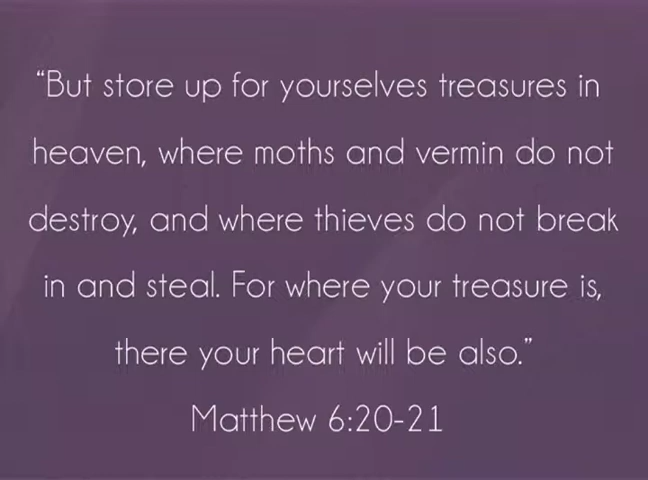 “But store up for yourselves treasures in
heaven, where moths and vermin do not
destroy, and where thieves do not break
in and steal. For where your treasure is,
there your heart will be also.”
Matthew 6:20-21